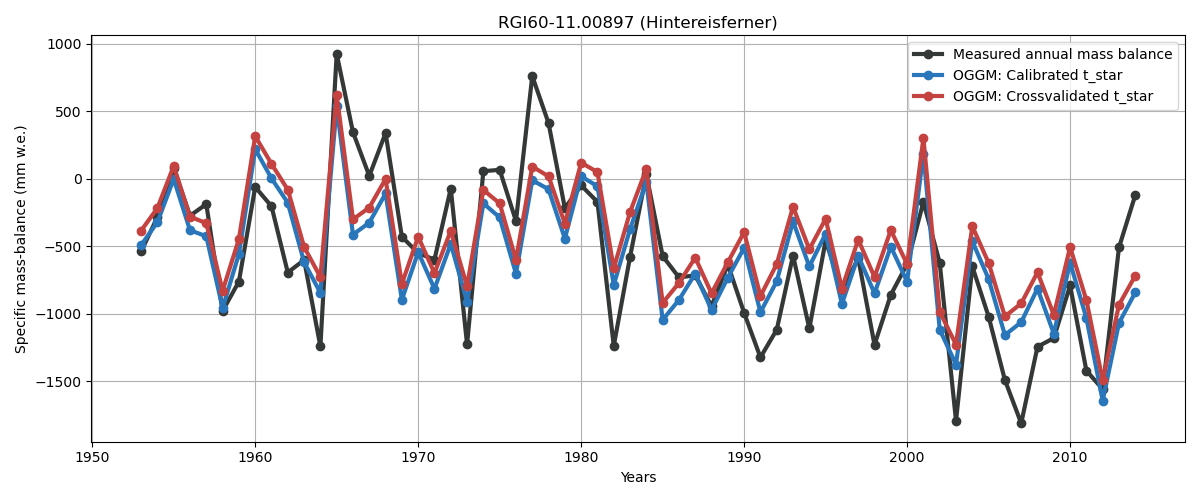 RGI60-11.00897 (Hintereisferner)
Measured annual mass balance
OGGM: Calibrated t_star
OGGM: Crossvalidated t_star
Specific mass-balance (mm w.e.)
1000
500
0
−500
−1000
−1500
1950 1960 1970 1980 1990 2000 2010
Years